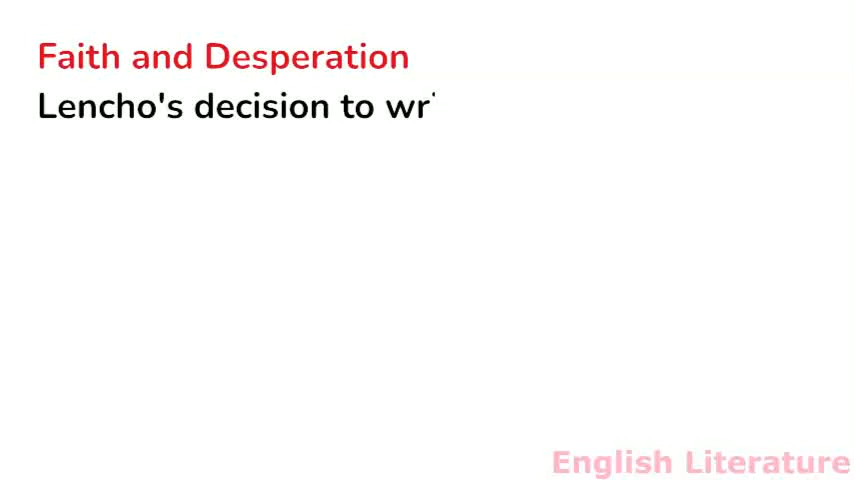 Faith and Desperation
Lencho's decision to
English Literature